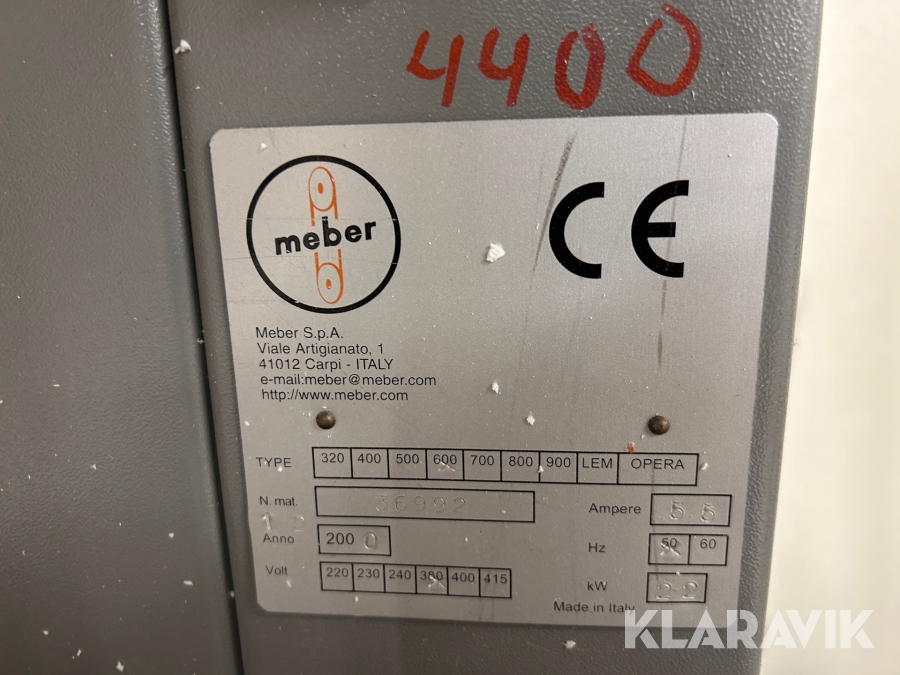 4400
meber
CE
Meber S.p.A.
Viale Artigianato, 1
41012 Carpi - ITALY
e-mail:meber@meber.com
http://www.meber.com
TYPE 320 400 500 600 700 800 900 LEM OPERA
N. mat. 36992 Ampere 5.5
Anno 2000 Hz 50 60
Volt 220 230 240 380 400 415 kW 2.2
Made in Italy
KLARAVIK